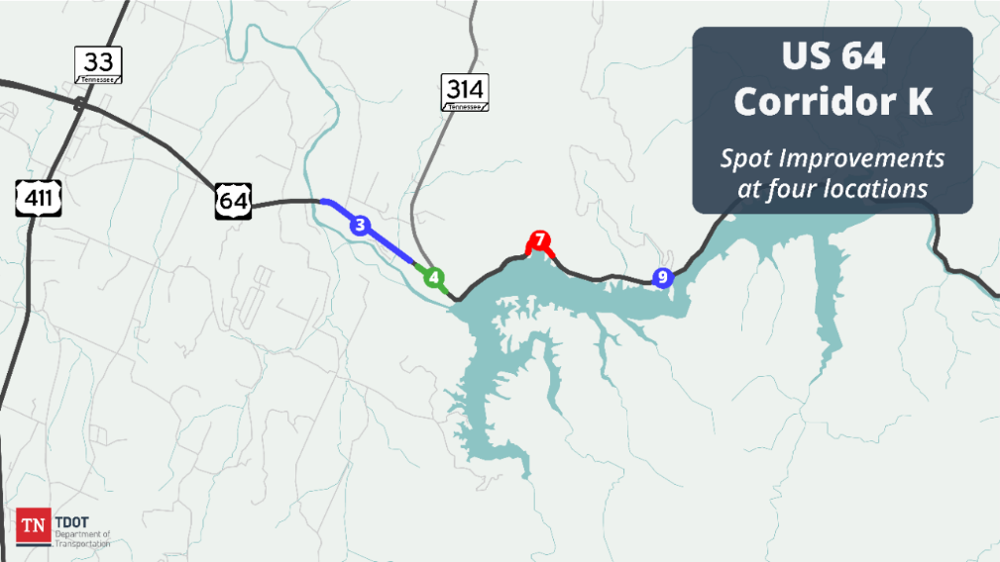 US 64
Corridor K
Spot Improvements
at four locations
33
Tennessee
314
Tennessee
411
64
3
7
4
9
TN
TDOT
Department of
Transportation